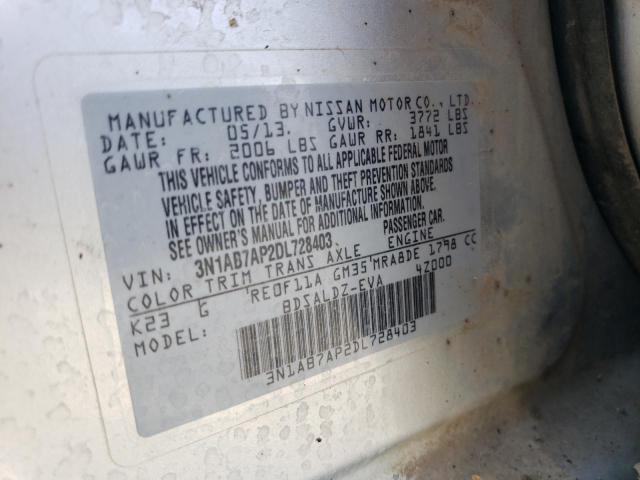 MANUFACTURED BY NISSAN MOTOR CO., LTD.
DATE: 05/13. GVWR: 3772 LBS
GAWR FR: 2006 LBS GAWR RR: 1841 LBS
THIS VEHICLE CONFORMS TO ALL APPLICABLE FEDERAL MOTOR
VEHICLE SAFETY, BUMPER AND THEFT PREVENTION STANDARDS
IN EFFECT ON THE DATE OF MANUFACTURE SHOWN ABOVE.
SEE OWNER'S MANUAL FOR ADDITIONAL INFORMATION.
VIN: 3N1AB7AP2DL728403. PASSENGER CAR.
COLOR TRIM TRANS AXLE ENGINE
K23 G RE0F11A GM35 MRA8DE 1798 CC
MODEL: BDSALDZ-EVA 4Z000
3N1AB7AP2DL728403